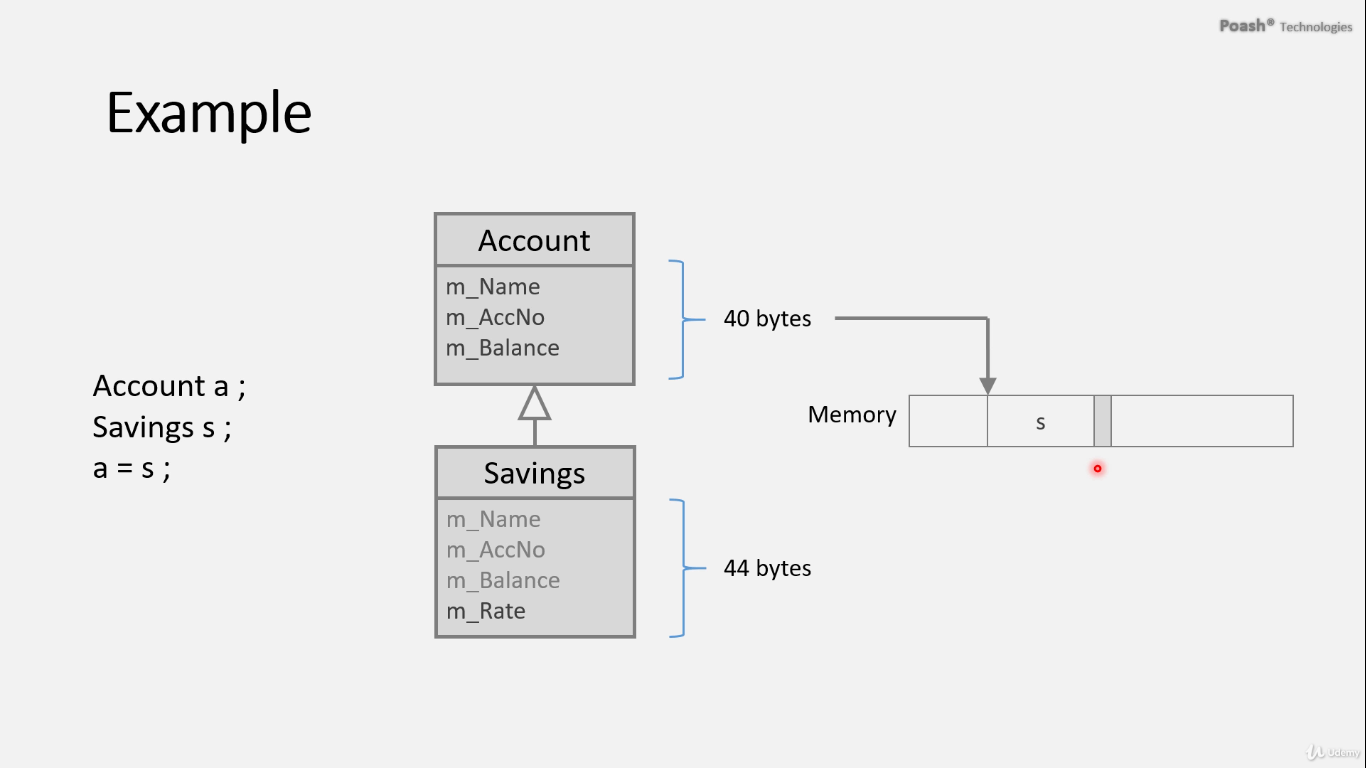 Poash® Technologies
Example
Account
m_Name
m_AccNo
m_Balance
40 bytes
Account a ;
Savings s ;
a = s ;
Memory
s
Savings
m_Name
m_AccNo
m_Balance
m_Rate
44 bytes
Udemy